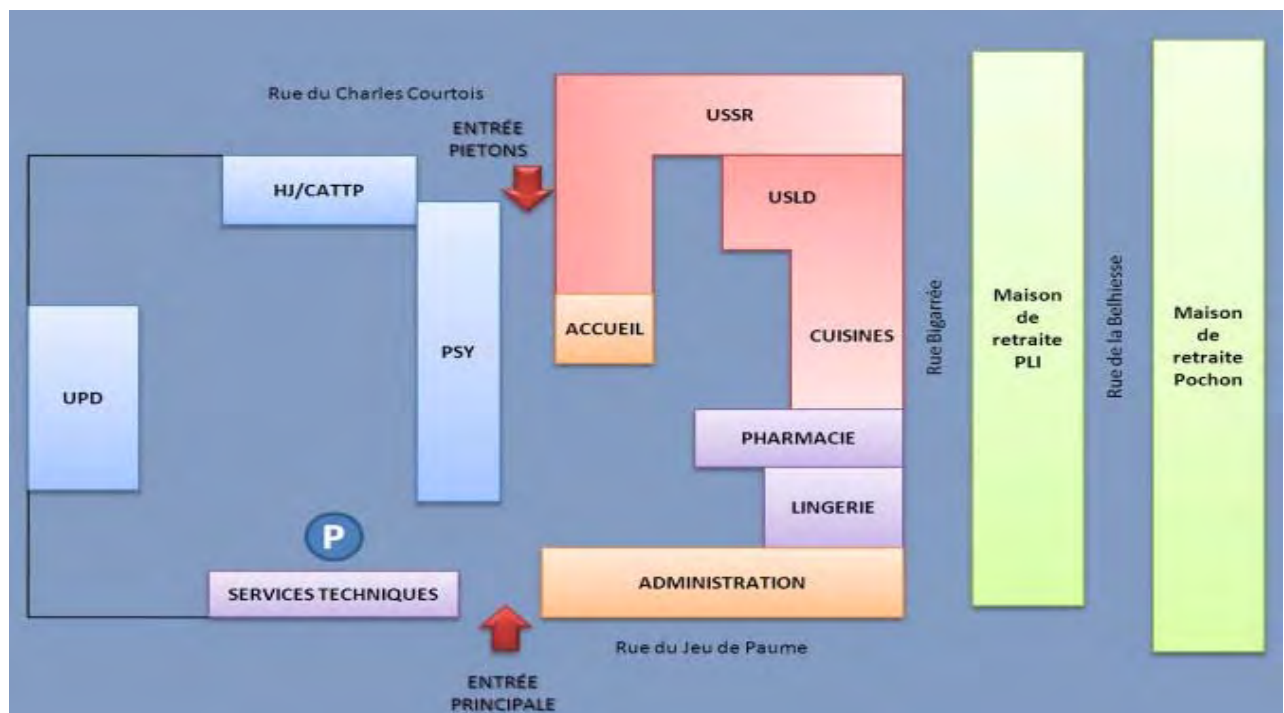 Rue du Charles Courtois
ENTRÉE
PIETONS
USSR
HJ/CATTP
USLD
ACCUEIL
PSY
CUISINES
UPD
PHARMACIE
LINGERIE
P
SERVICES TECHNIQUES
ADMINISTRATION
Rue du Jeu de Paume
ENTRÉE
PRINCIPALE
Rue Bigarrée
Maison
de
retraite
PLI
Rue de la Belhiesse
Maison
de
retraite
Pochon